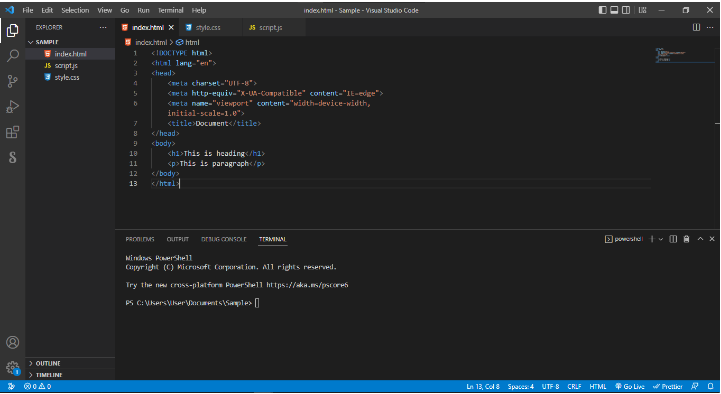 File Edit Selection View Go Run Terminal Help
index.html - Sample - Visual Studio Code
EXPLORER
SAMPLE
index.html
JS script.js
style.css
OUTLINE
TIMELINE
index.html
style.css
JS script.js
index.html > html
1 <!DOCTYPE html>
2 <html lang="en">
3 <head>
4 <meta charset="UTF-8">
5 <meta http-equiv="X-UA-Compatible" content="IE=edge">
6 <meta name="viewport" content="width=device-width,
initial-scale=1.0">
7 <title>Document</title>
8 </head>
9 <body>
10 <h1>This is heading</h1>
11 <p>This is paragraph</p>
12 </body>
13 </html>
PROBLEMS OUTPUT DEBUG CONSOLE TERMINAL
powershell
Windows PowerShell
Copyright (C) Microsoft Corporation. All rights reserved.
Try the new cross-platform PowerShell https://aka.ms/pscore6
PS C:\Users\User\Documents\Sample>
1
0 0
Ln 13, Col 8 Spaces: 4 UTF-8 CRLF HTML Go Live Prettier